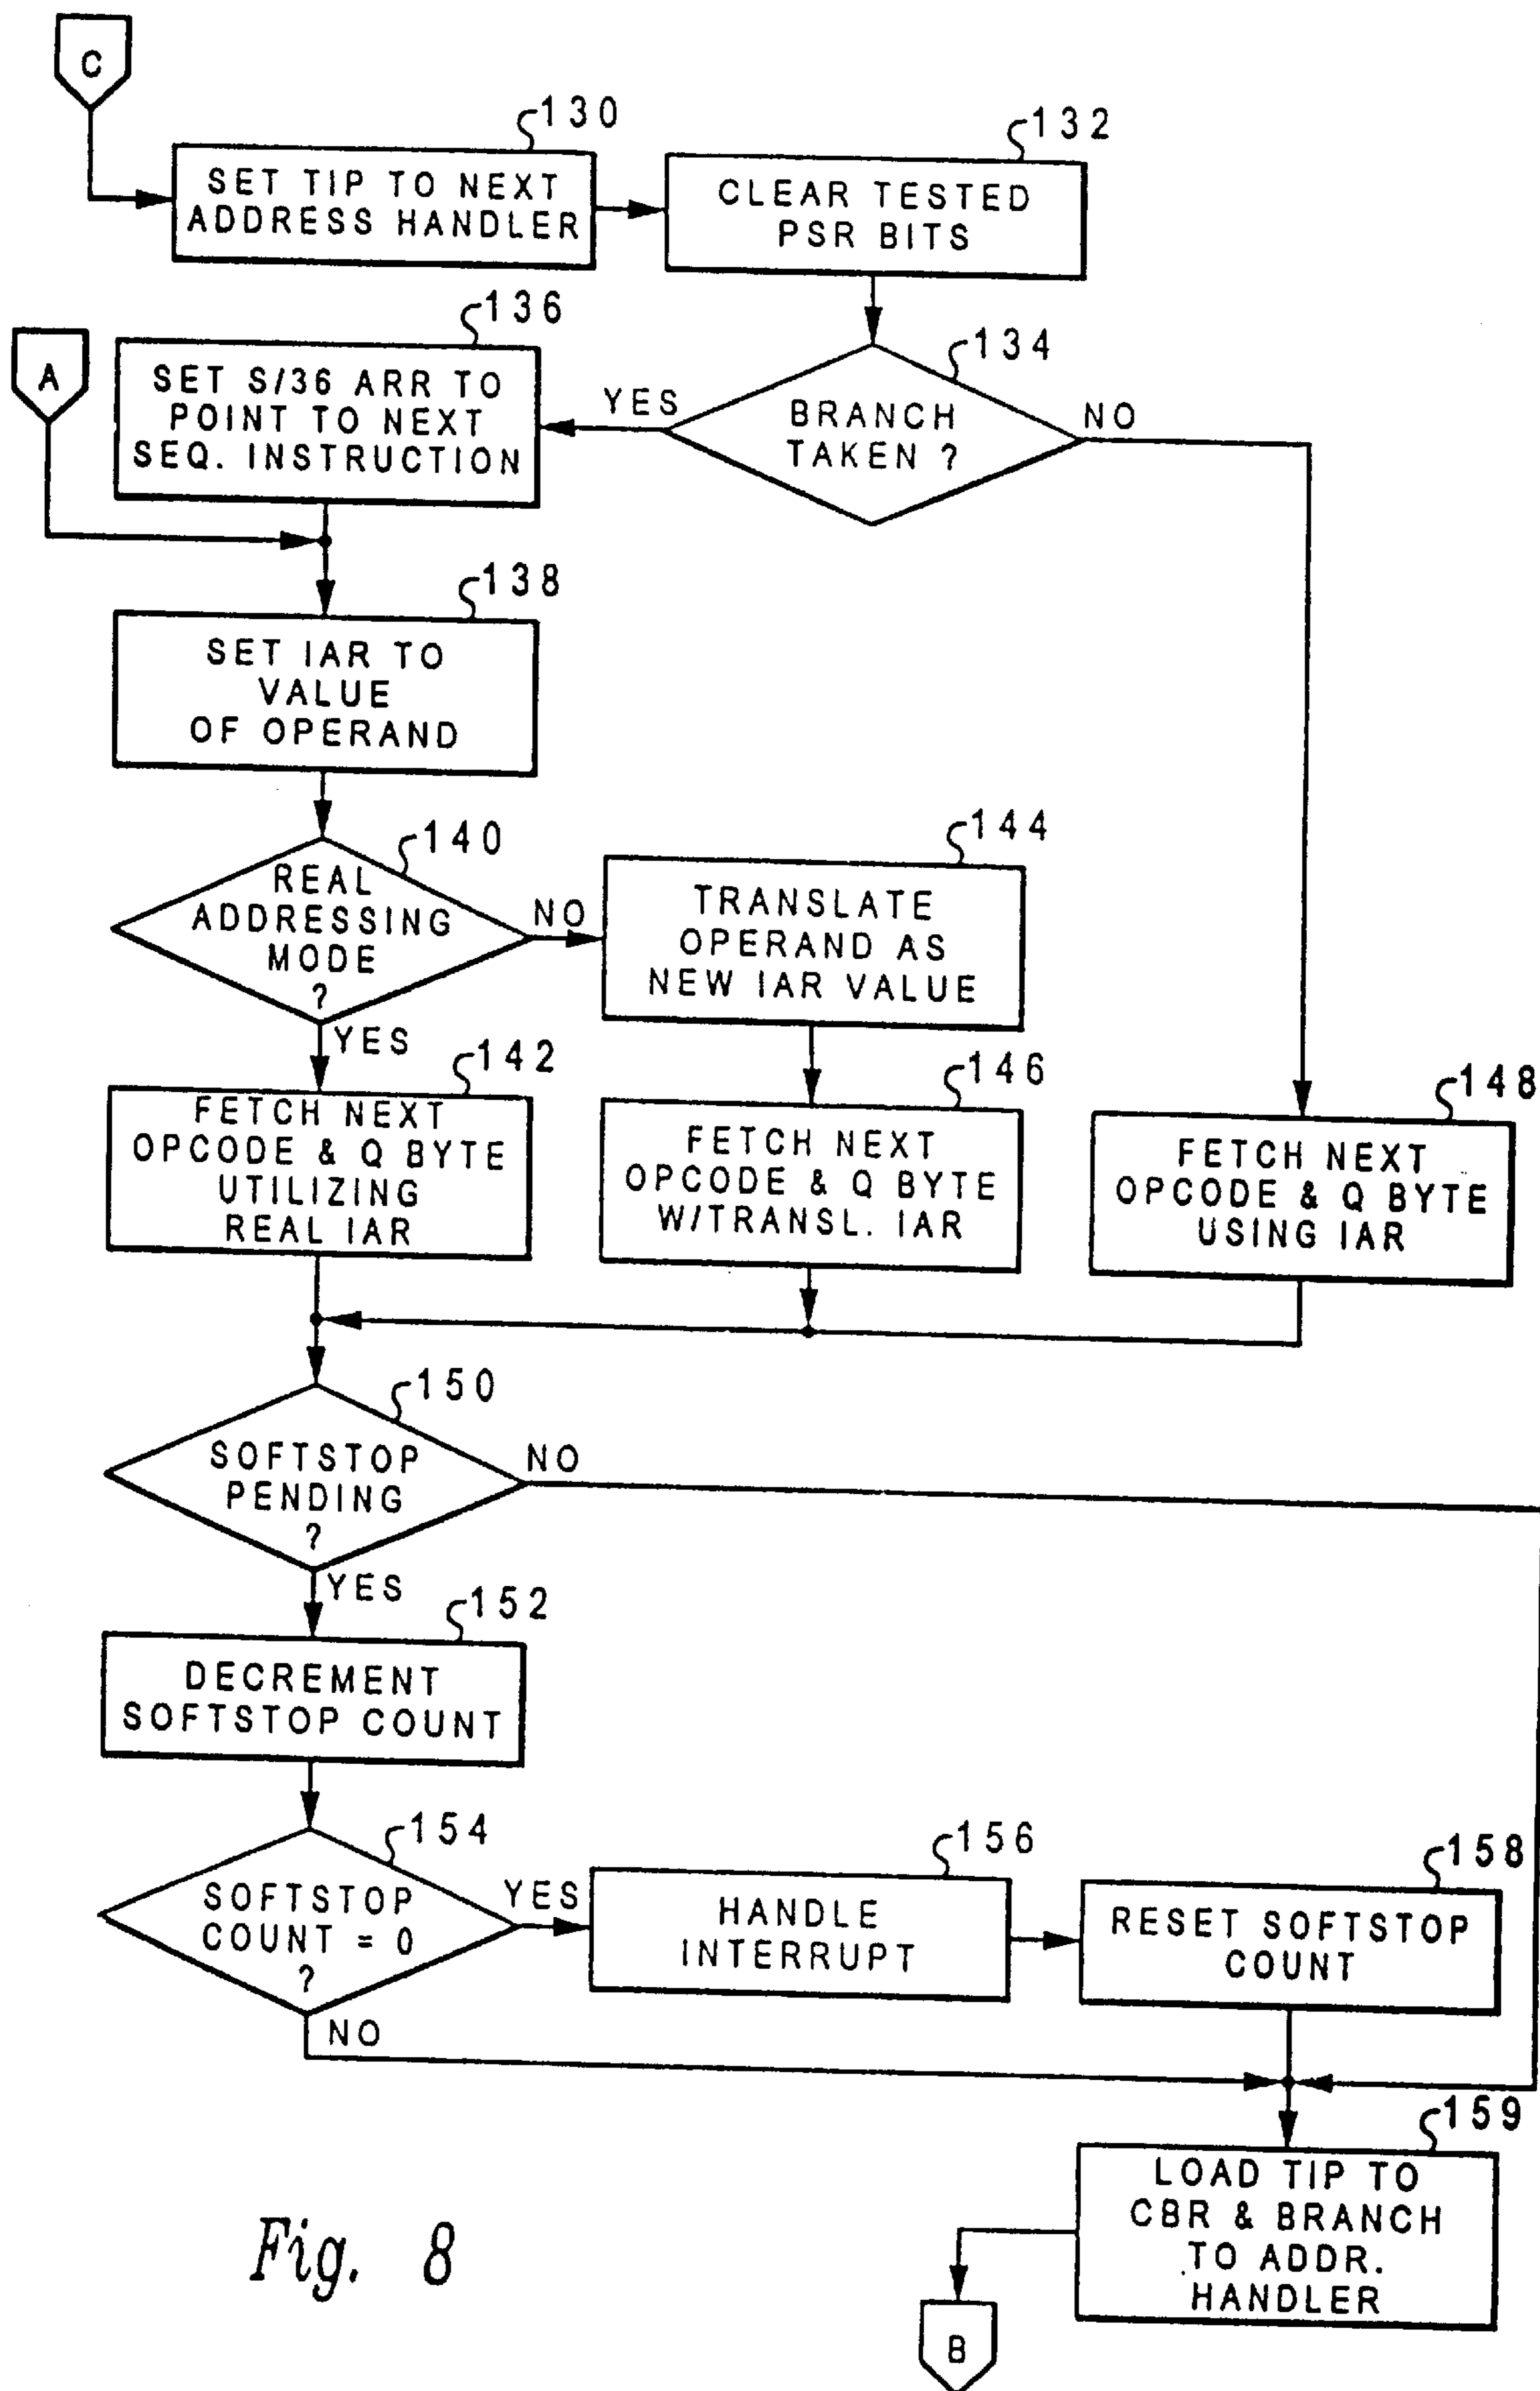 C
130
SET TIP TO NEXT
ADDRESS HANDLER
132
CLEAR TESTED
PSR BITS
134
BRANCH
TAKEN ?
YES
NO
136
SET S/36 ARR TO
POINT TO NEXT
SEQ. INSTRUCTION
A
138
SET IAR TO
VALUE
OF OPERAND
140
REAL
ADDRESSING
MODE
?
NO
YES
144
TRANSLATE
OPERAND AS
NEW IAR VALUE
142
FETCH NEXT
OPCODE & Q BYTE
UTILIZING
REAL IAR
146
FETCH NEXT
OPCODE & Q BYTE
W/TRANSL. IAR
148
FETCH NEXT
OPCODE & Q BYTE
USING IAR
150
SOFTSTOP
PENDING
?
NO
YES
152
DECREMENT
SOFTSTOP COUNT
154
SOFTSTOP
COUNT = 0
?
YES
NO
156
HANDLE
INTERRUPT
158
RESET SOFTSTOP
COUNT
159
LOAD TIP TO
CBR & BRANCH
TO ADDR.
HANDLER
B
Fig. 8